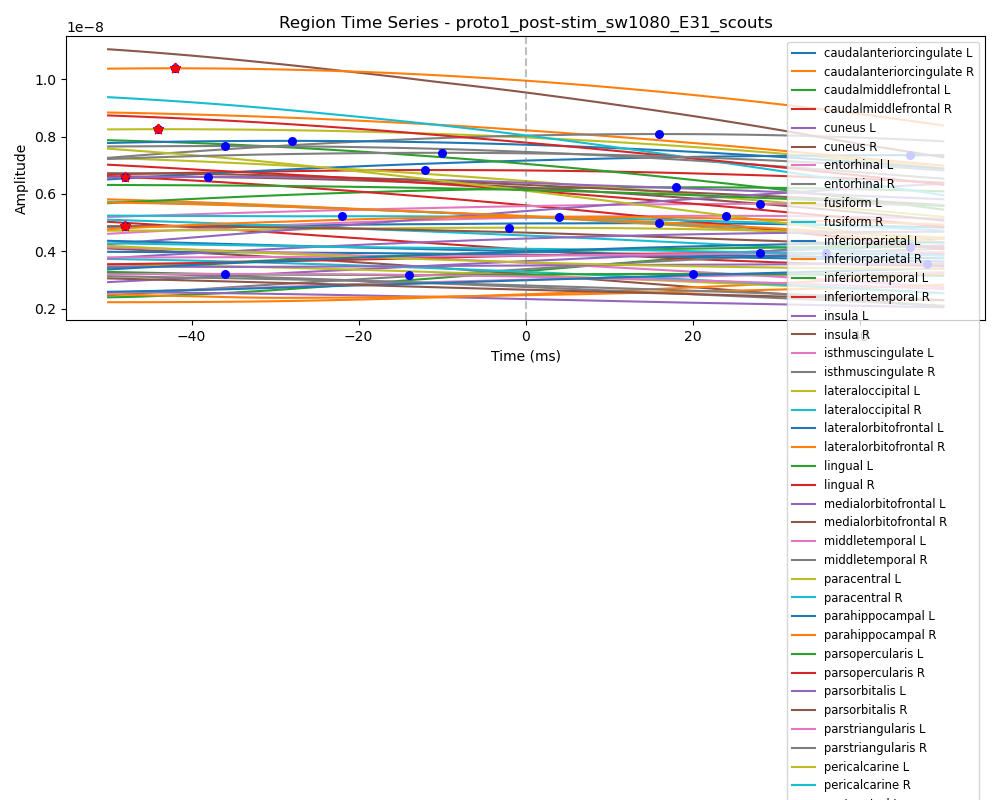 Region Time Series - proto1_post-stim_sw1080_E31_scouts
1e−8
1.0
0.8
0.6
0.4
0.2
Amplitude
−40
−20
0
20
40
Time (ms)
caudalanteriorcingulate L
caudalanteriorcingulate R
caudalmiddlefrontal L
caudalmiddlefrontal R
cuneus L
cuneus R
entorhinal L
entorhinal R
fusiform L
fusiform R
inferiorparietal L
inferiorparietal R
inferiortemporal L
inferiortemporal R
insula L
insula R
isthmuscingulate L
isthmuscingulate R
lateraloccipital L
lateraloccipital R
lateralorbitofrontal L
lateralorbitofrontal R
lingual L
lingual R
medialorbitofrontal L
medialorbitofrontal R
middletemporal L
middletemporal R
paracentral L
paracentral R
parahippocampal L
parahippocampal R
parsopercularis L
parsopercularis R
parsorbitalis L
parsorbitalis R
parstriangularis L
parstriangularis R
pericalcarine L
pericalcarine R